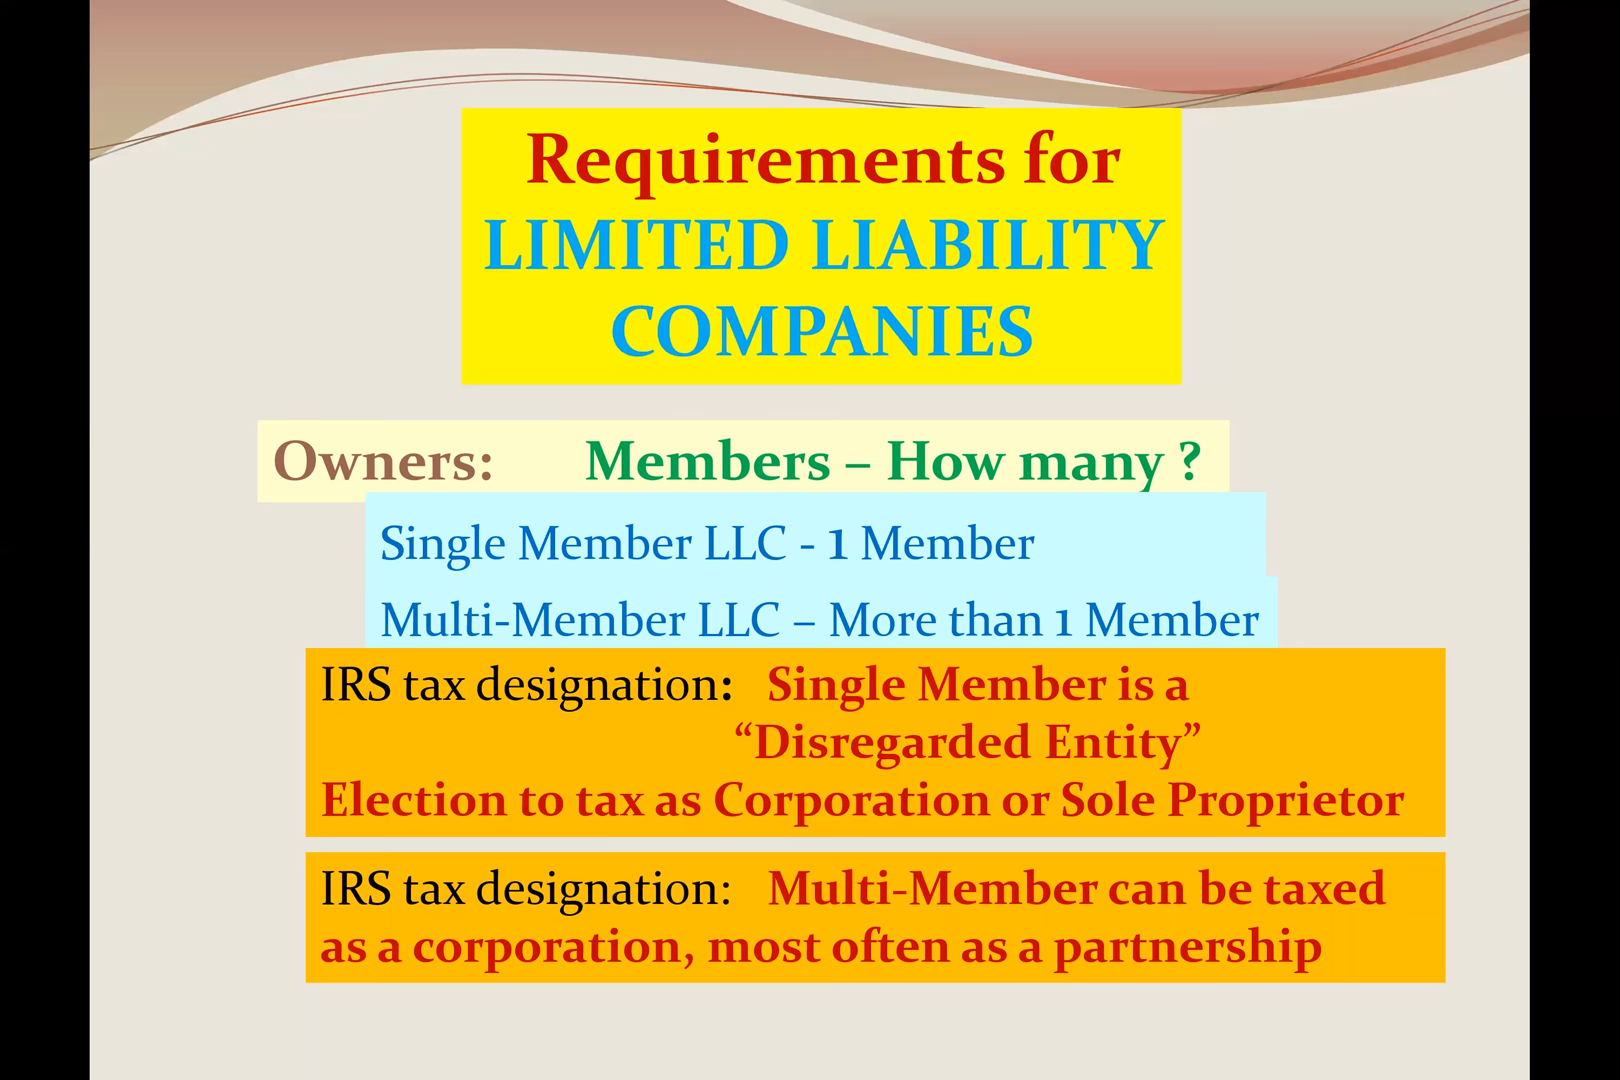 Requirements for
LIMITED LIABILITY
COMPANIES
Owners: Members – How many ?
Single Member LLC - 1 Member
Multi-Member LLC – More than 1 Member
IRS tax designation: Single Member is a
“Disregarded Entity”
Election to tax as Corporation or Sole Proprietor
IRS tax designation: Multi-Member can be taxed
as a corporation, most often as a partnership